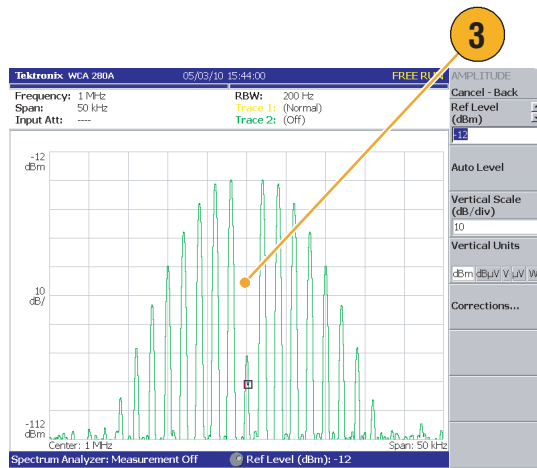 3
Tektronix WCA 280A 05/03/10 15:44:00 FREE RUN
Frequency: 1 MHz RBW: 200 Hz
Span: 50 kHz Trace 1: (Normal)
Input Att: ---- Trace 2: (Off)
AMPLITUDE
Cancel - Back
Ref Level
(dBm)
-12
Auto Level
Vertical Scale
(dB/div)
10
Vertical Units
dBm dBµV V µV W
Corrections...
-12
dBm
10
dB/
-112
dBm
Center: 1 MHz Span: 50 kHz
Spectrum Analyzer: Measurement Off Ref Level (dBm): -12